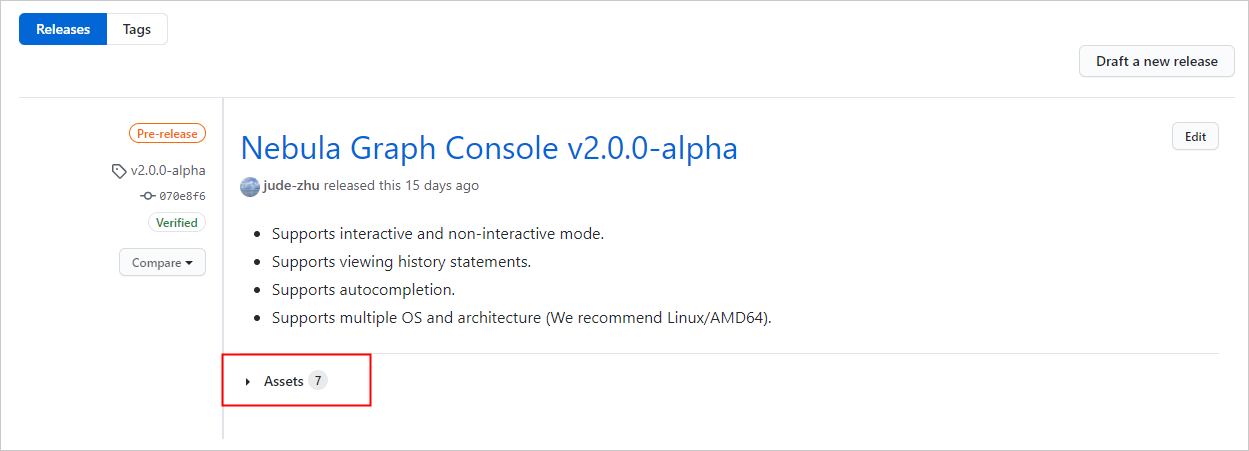 Releases Tags
Draft a new release
Pre-release
v2.0.0-alpha
070e8f6
Verified
Compare
Nebula Graph Console v2.0.0-alpha
Edit
jude-zhu released this 15 days ago
Supports interactive and non-interactive mode.
Supports viewing history statements.
Supports autocompletion.
Supports multiple OS and architecture (We recommend Linux/AMD64).
Assets 7